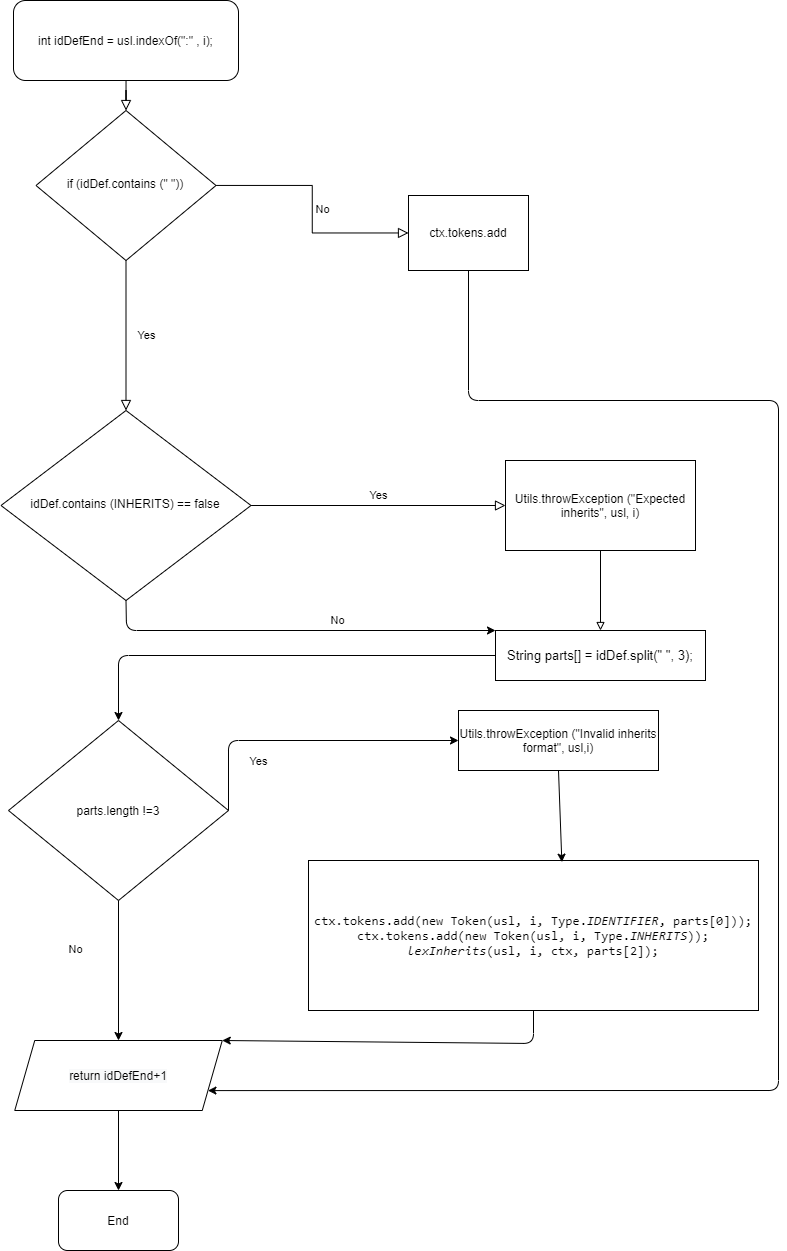 int idDefEnd = usl.indexOf(":" , i);
if (idDef.contains (" "))
No
ctx.tokens.add
Yes
idDef.contains (INHERITS) == false
Yes
Utils.throwException ("Expected
inherits", usl, i)
No
String parts[] = idDef.split(" ", 3);
Utils.throwException ("Invalid inherits
format", usl,i)
Yes
parts.length !=3
ctx.tokens.add(new Token(usl, i, Type.IDENTIFIER, parts[0]));
ctx.tokens.add(new Token(usl, i, Type.INHERITS));
lexInherits(usl, i, ctx, parts[2]);
No
return idDefEnd+1
End